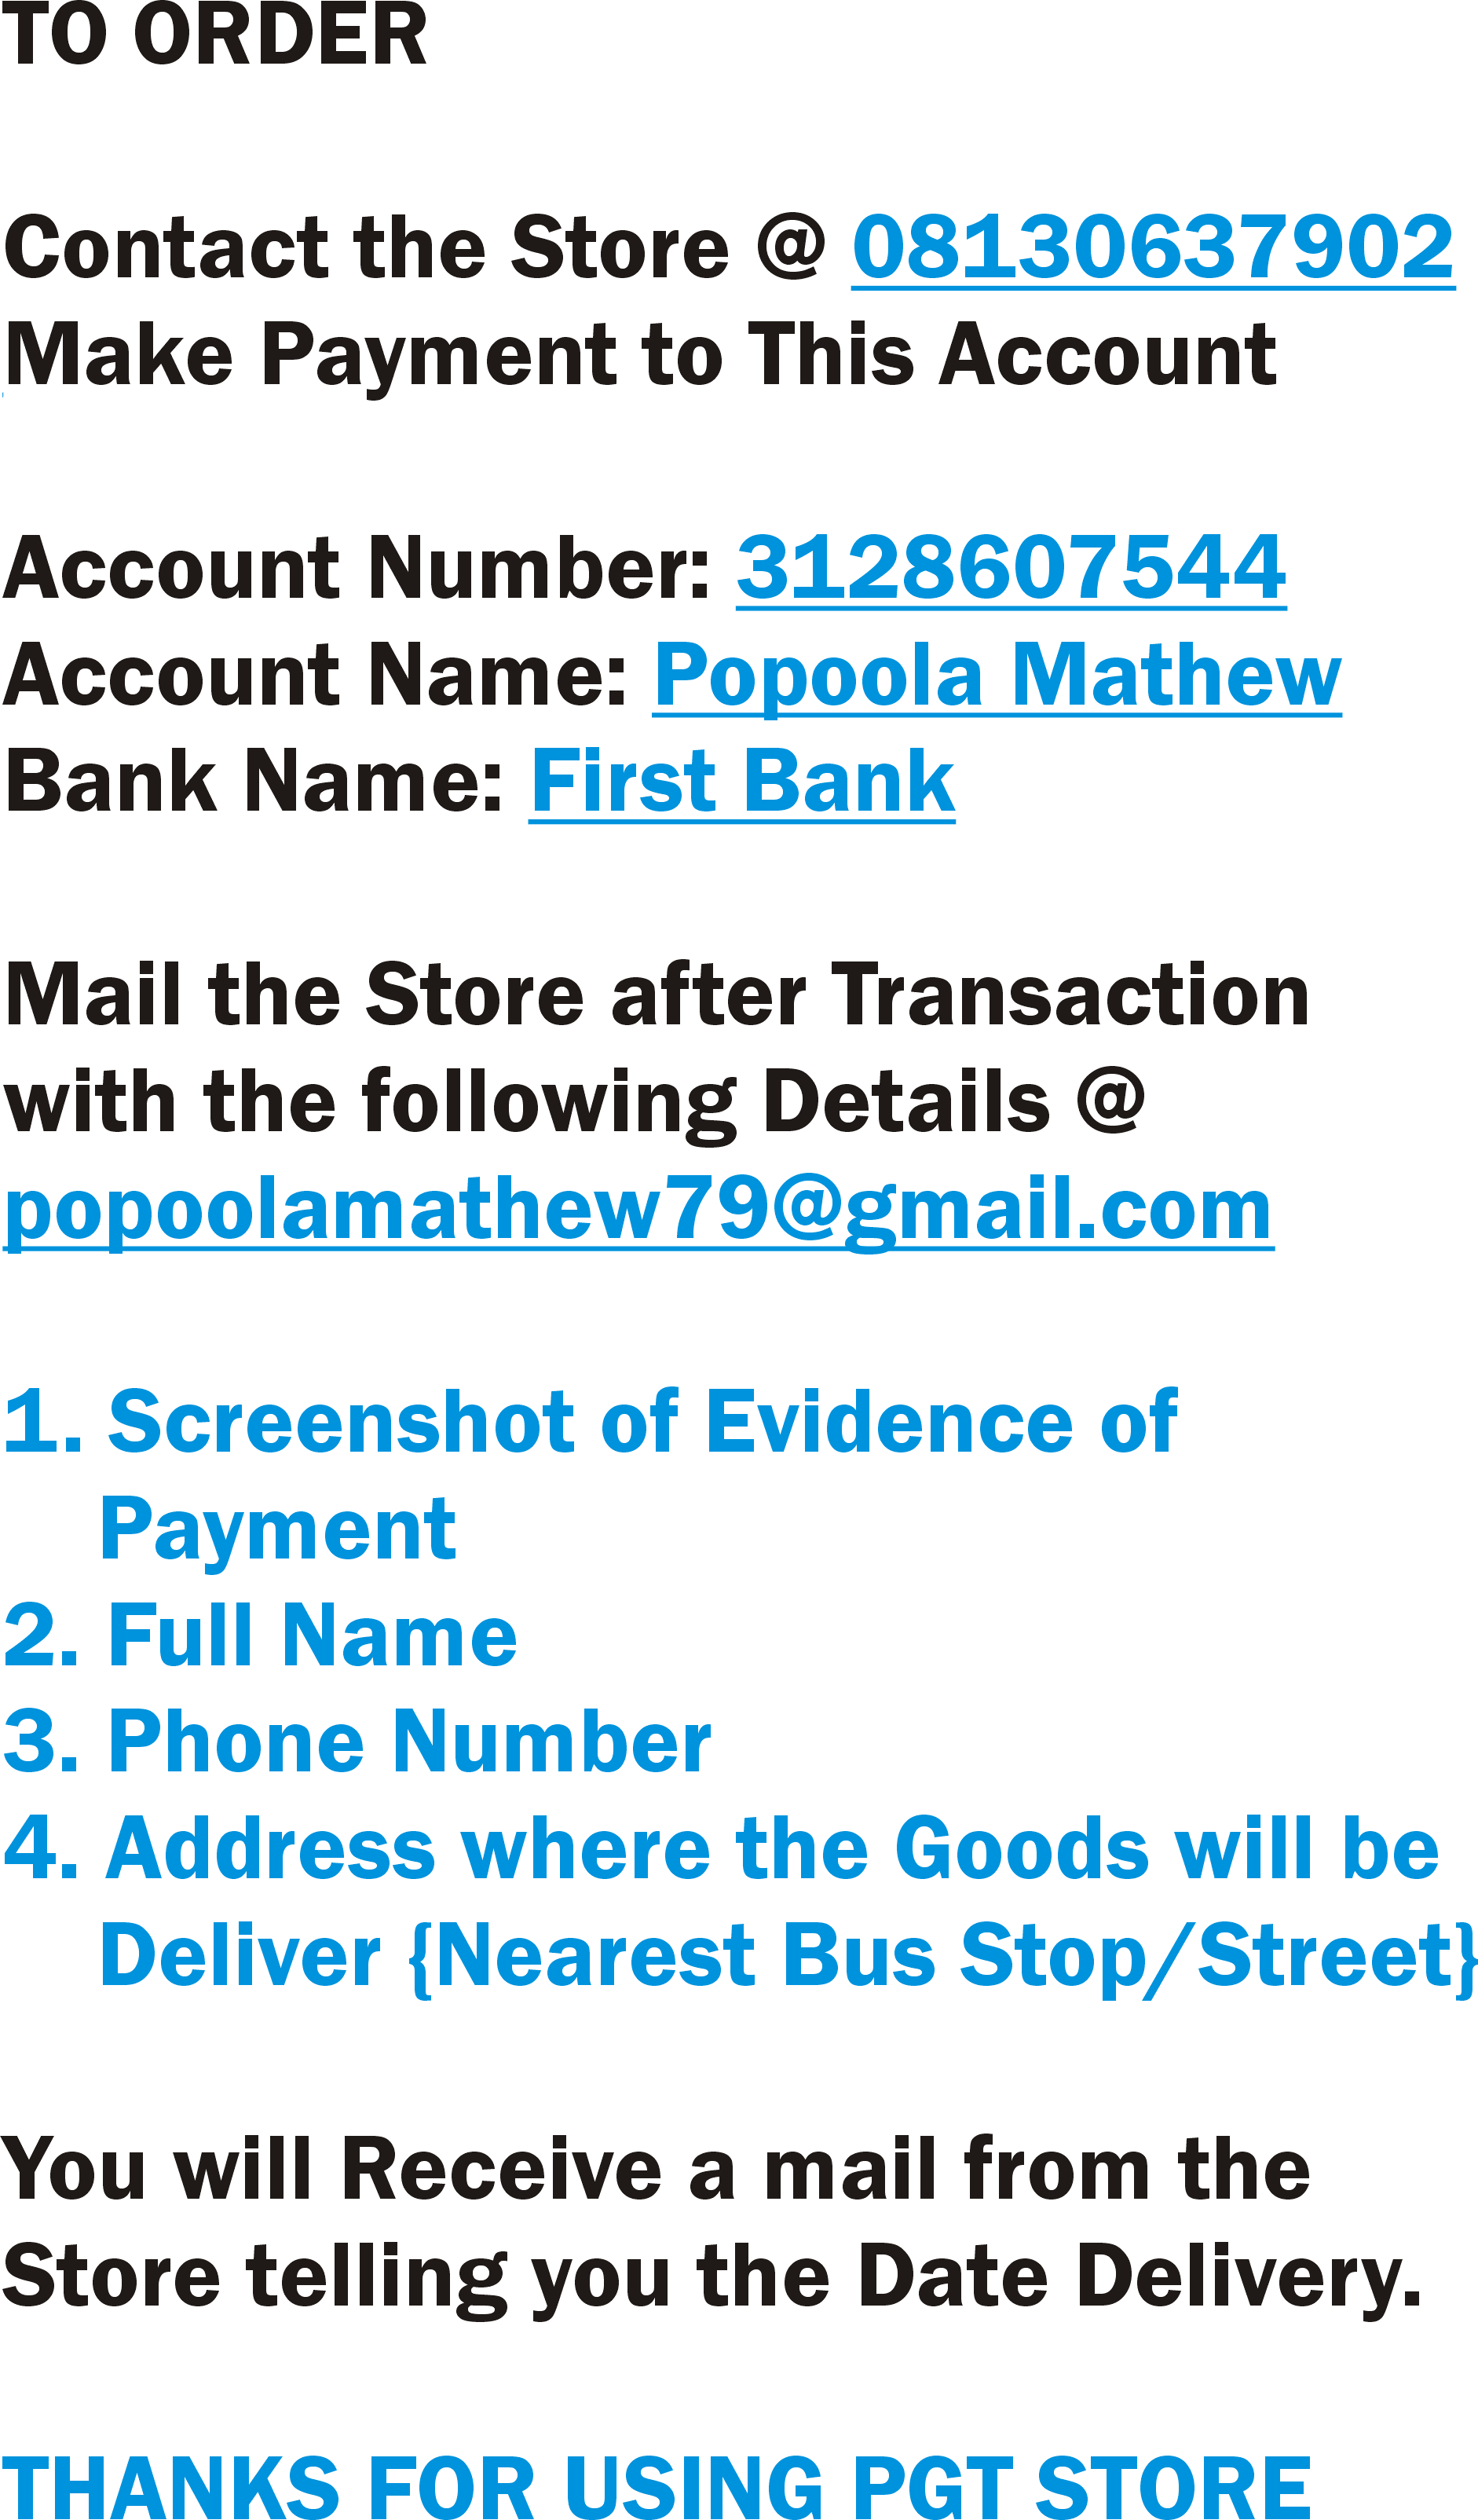 TO ORDER
Contact the Store @ 08130637902
Make Payment to This Account
Account Number: 3128607544
Account Name: Popoola Mathew
Bank Name: First Bank
Mail the Store after Transaction
with the following Details @
popoolamathew79@gmail.com
1. Screenshot of Evidence of
Payment
2. Full Name
3. Phone Number
4. Address where the Goods will be
Deliver {Nearest Bus Stop/Street}
You will Receive a mail from the
Store telling you the Date Delivery.
THANKS FOR USING PGT STORE